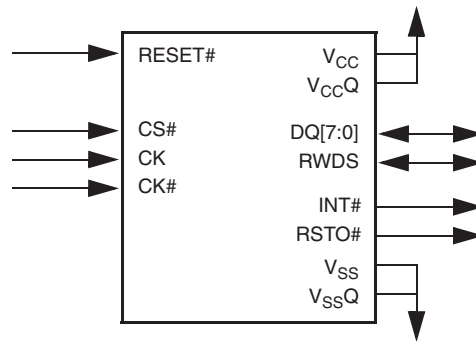 RESET#
CS#
CK
CK#
VCC
VCCQ
DQ[7:0]
RWDS
INT#
RSTO#
VSS
VSSQ